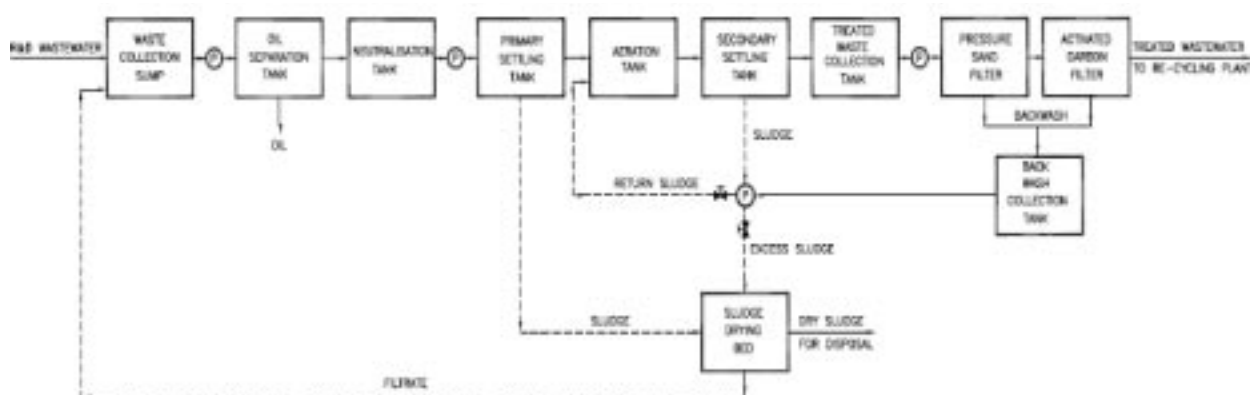 R&D WASTEWATER
WASTE
COLLECTION
SUMP
P
OIL
SEPARATION
TANK
NEUTRALISATION
TANK
P
PRIMARY
SETTLING
TANK
AERATION
TANK
SECONDARY
SETTLING
TANK
TREATED
WASTE
COLLECTION
TANK
P
PRESSURE
SAND
FILTER
ACTIVATED
CARBON
FILTER
TREATED WASTEWATER
TO RE-CYCLING PLANT
OIL
BACKWASH
SLUDGE
RETURN SLUDGE
P
BACK
WASH
COLLECTION
TANK
EXCESS SLUDGE
SLUDGE
SLUDGE
DRYING
BED
DRY SLUDGE
FOR DISPOSAL
FILTRATE